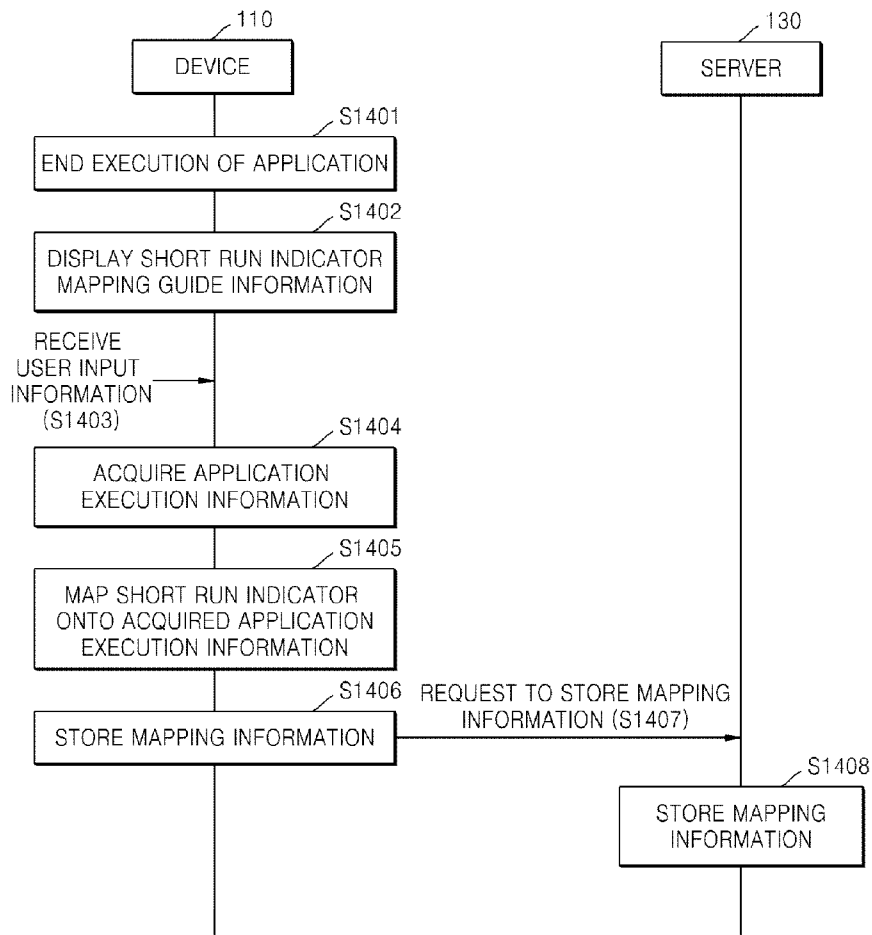 110
DEVICE
130
SERVER
S1401
END EXECUTION OF APPLICATION
S1402
DISPLAY SHORT RUN INDICATOR
MAPPING GUIDE INFORMATION
RECEIVE
USER INPUT
INFORMATION
(S1403)
S1404
ACQUIRE APPLICATION
EXECUTION INFORMATION
S1405
MAP SHORT RUN INDICATOR
ONTO ACQUIRED APPLICATION
EXECUTION INFORMATION
S1406
STORE MAPPING INFORMATION
REQUEST TO STORE MAPPING
INFORMATION (S1407)
S1408
STORE MAPPING
INFORMATION